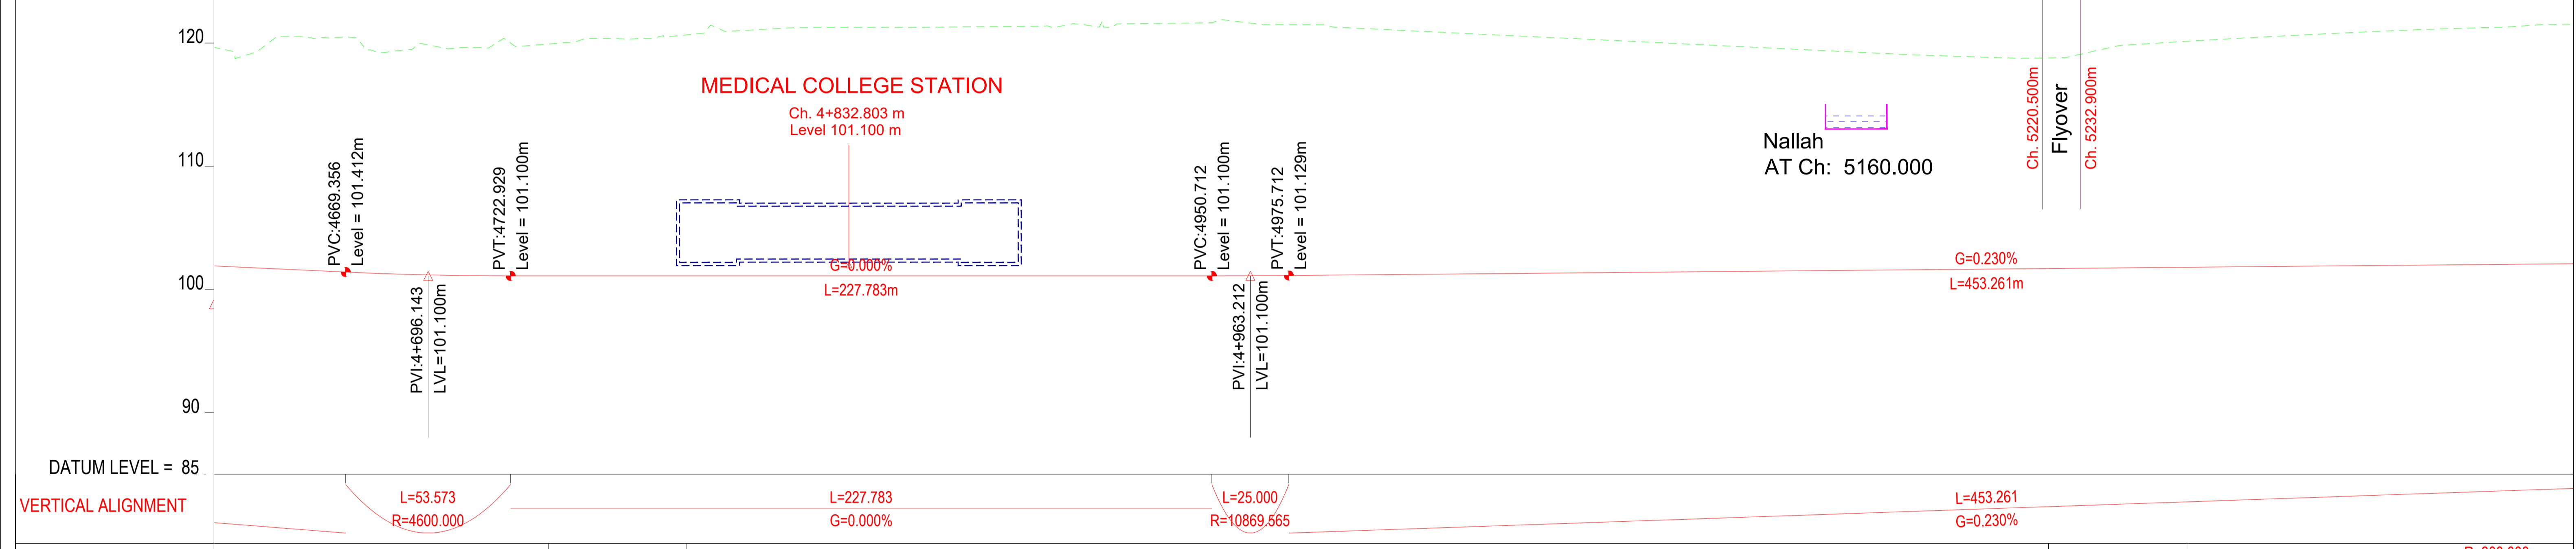 120
110
100
90
DATUM LEVEL = 85
VERTICAL ALIGNMENT
PVC:4669.356
Level = 101.412m
PVI:4+696.143
LVL=101.100m
PVT:4722.929
Level = 101.100m
MEDICAL COLLEGE STATION
Ch. 4+832.803 m
Level 101.100 m
G=0.000%
L=227.783m
PVC:4950.712
Level = 101.100m
PVI:4+963.212
LVL=101.100m
PVT:4975.712
Level = 101.129m
Nallah
AT Ch: 5160.000
Ch. 5220.500m
Flyover
Ch. 5232.900m
G=0.230%
L=453.261m
L=53.573
R=4600.000
L=227.783
G=0.000%
L=25.000
R=10869.565
L=453.261
G=0.230%